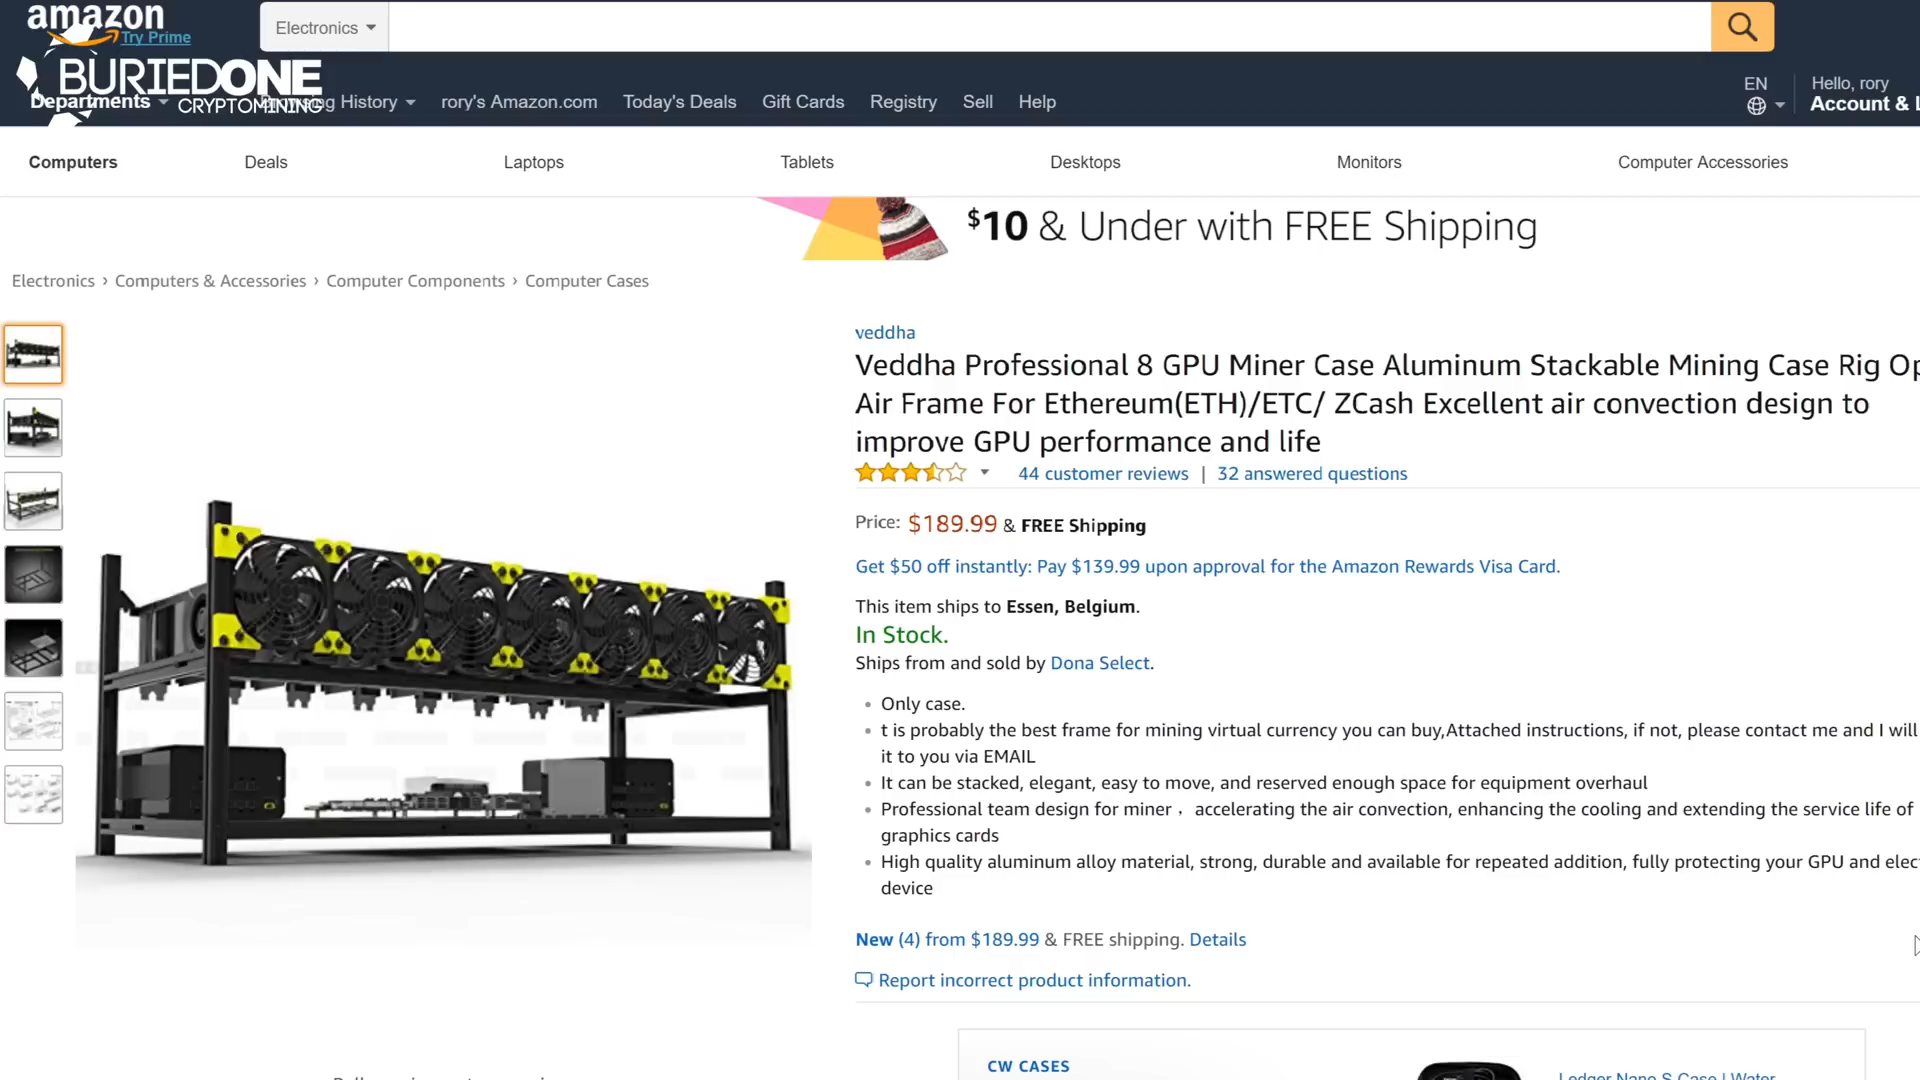 amazon
Try Prime
Electronics
BURIEDONE
CRYPTOMINING
Departments
History
rory's Amazon.com
Today's Deals
Gift Cards
Registry
Sell
Help
EN
Hello, rory
Account &
Computers
Deals
Laptops
Tablets
Desktops
Monitors
Computer Accessories
$10 & Under with FREE Shipping
Electronics › Computers & Accessories › Computer Components › Computer Cases
veddha
Veddha Professional 8 GPU Miner Case Aluminum Stackable Mining Case Rig Op
Air Frame For Ethereum(ETH)/ETC/ ZCash Excellent air convection design to
improve GPU performance and life
44 customer reviews | 32 answered questions
Price: $189.99 & FREE Shipping
Get $50 off instantly: Pay $139.99 upon approval for the Amazon Rewards Visa Card.
This item ships to Essen, Belgium.
In Stock.
Ships from and sold by Dona Select.
Only case.
t is probably the best frame for mining virtual currency you can buy,Attached instructions, if not, please contact me and I will
it to you via EMAIL
It can be stacked, elegant, easy to move, and reserved enough space for equipment overhaul
Professional team design for miner， accelerating the air convection, enhancing the cooling and extending the service life of
graphics cards
High quality aluminum alloy material, strong, durable and available for repeated addition, fully protecting your GPU and elec
device
New (4) from $189.99 & FREE shipping. Details
Report incorrect product information.
CW CASES
Ledger Nano S Case | Water